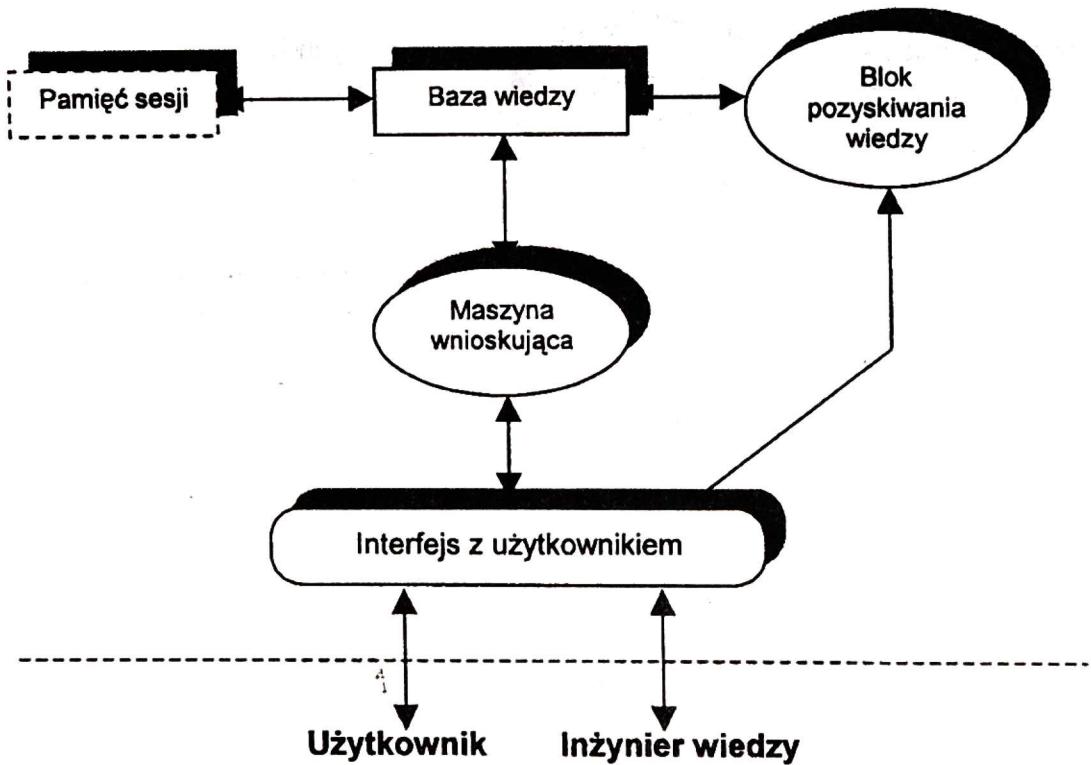 Pamięć sesji
Baza wiedzy
Blok
pozyskiwania
wiedzy
Maszyna
wnioskująca
Interfejs z użytkownikiem
Użytkownik
Inżynier wiedzy